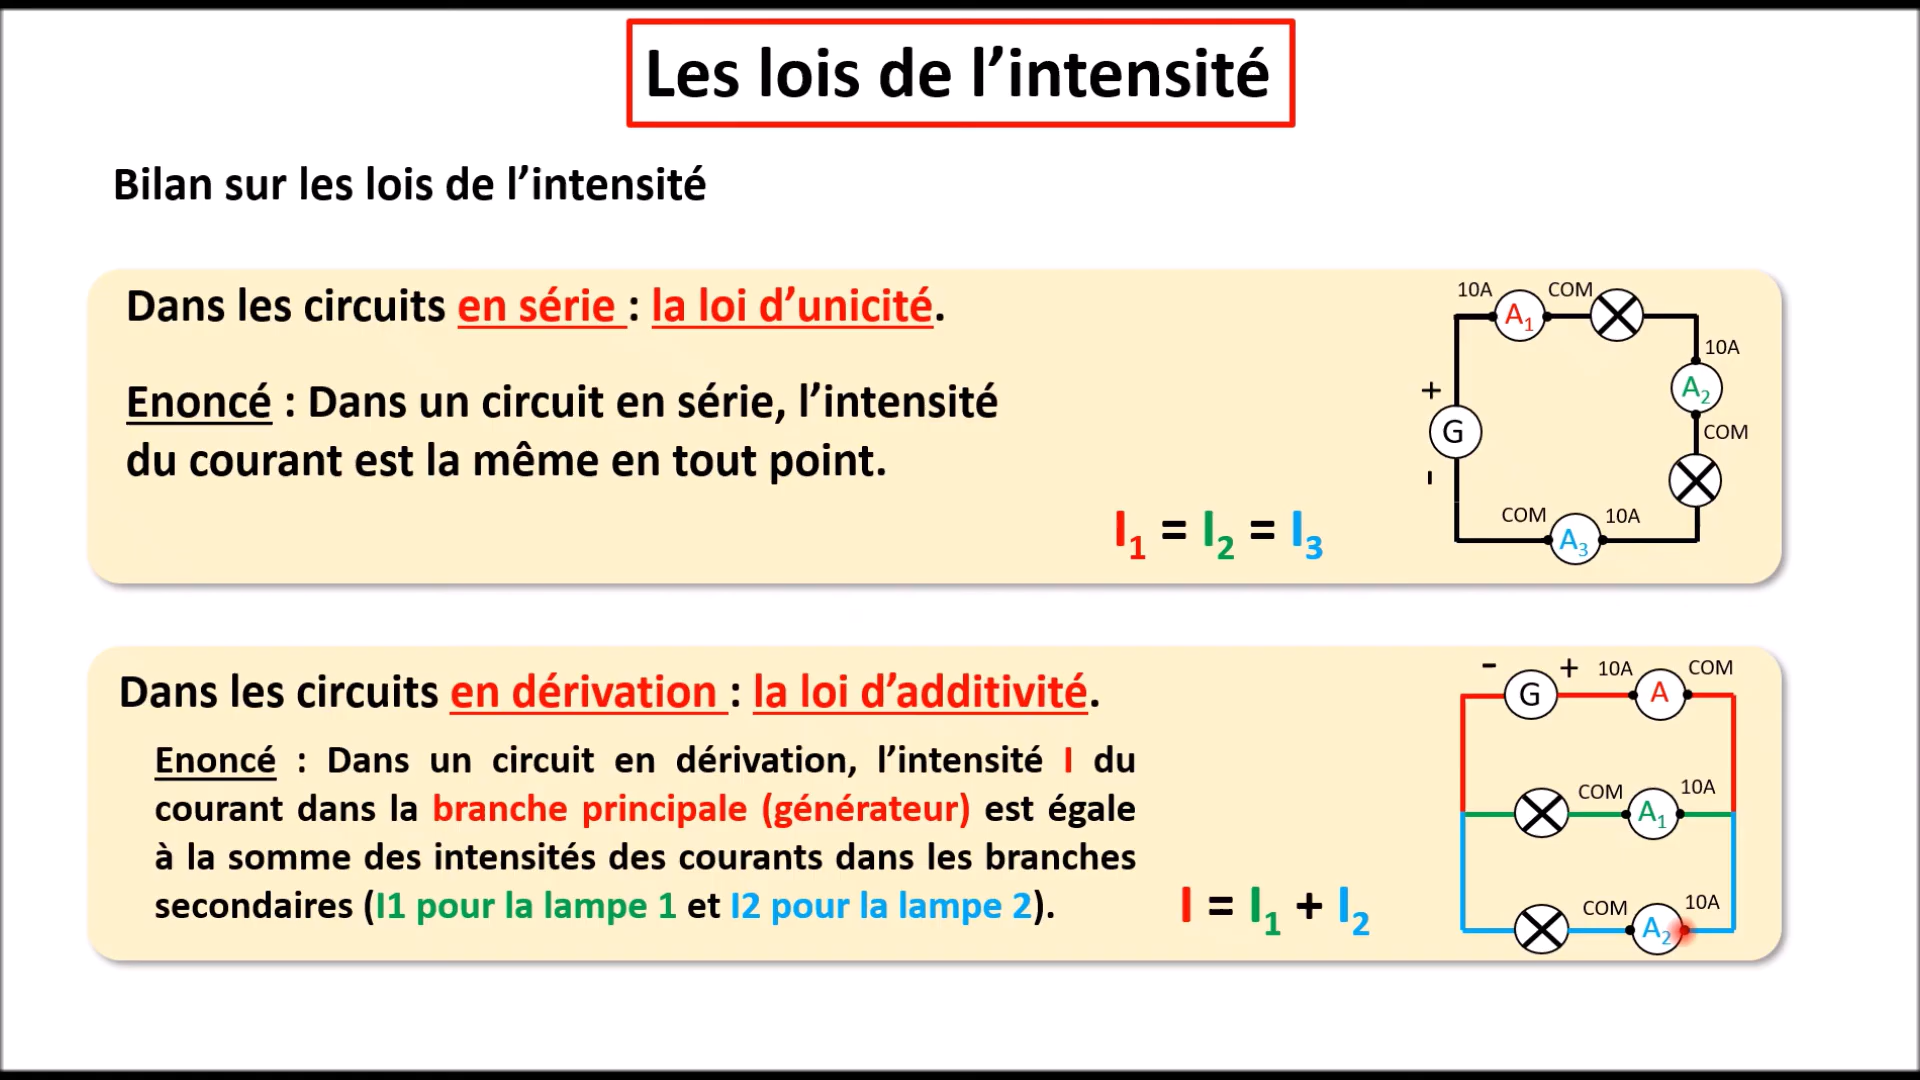 Les lois de l’intensité
Bilan sur les lois de l’intensité
Dans les circuits en série : la loi d’unicité.
Enoncé : Dans un circuit en série, l’intensité
du courant est la même en tout point.
I1 = I2 = I3
10A
A1
COM
10A
A2
COM
+
G
-
COM
A3
10A
Dans les circuits en dérivation : la loi d’additivité.
Enoncé : Dans un circuit en dérivation, l’intensité I du
courant dans la branche principale (générateur) est égale
à la somme des intensités des courants dans les branches
secondaires (I1 pour la lampe 1 et I2 pour la lampe 2).
I = I1 + I2
-
G
+
10A
A
COM
COM
A1
10A
COM
A2
10A